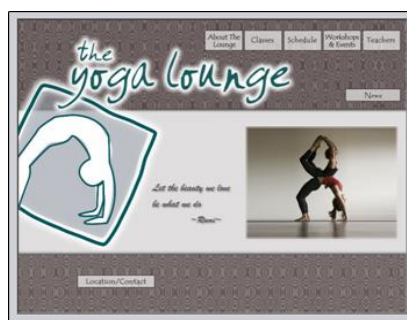 About The
Lounge
Classes
Schedule
Workshops
& Events
Teachers
the
yoga lounge
News
Let the beauty we love
be what we do
~Rumi~
Location/Contact